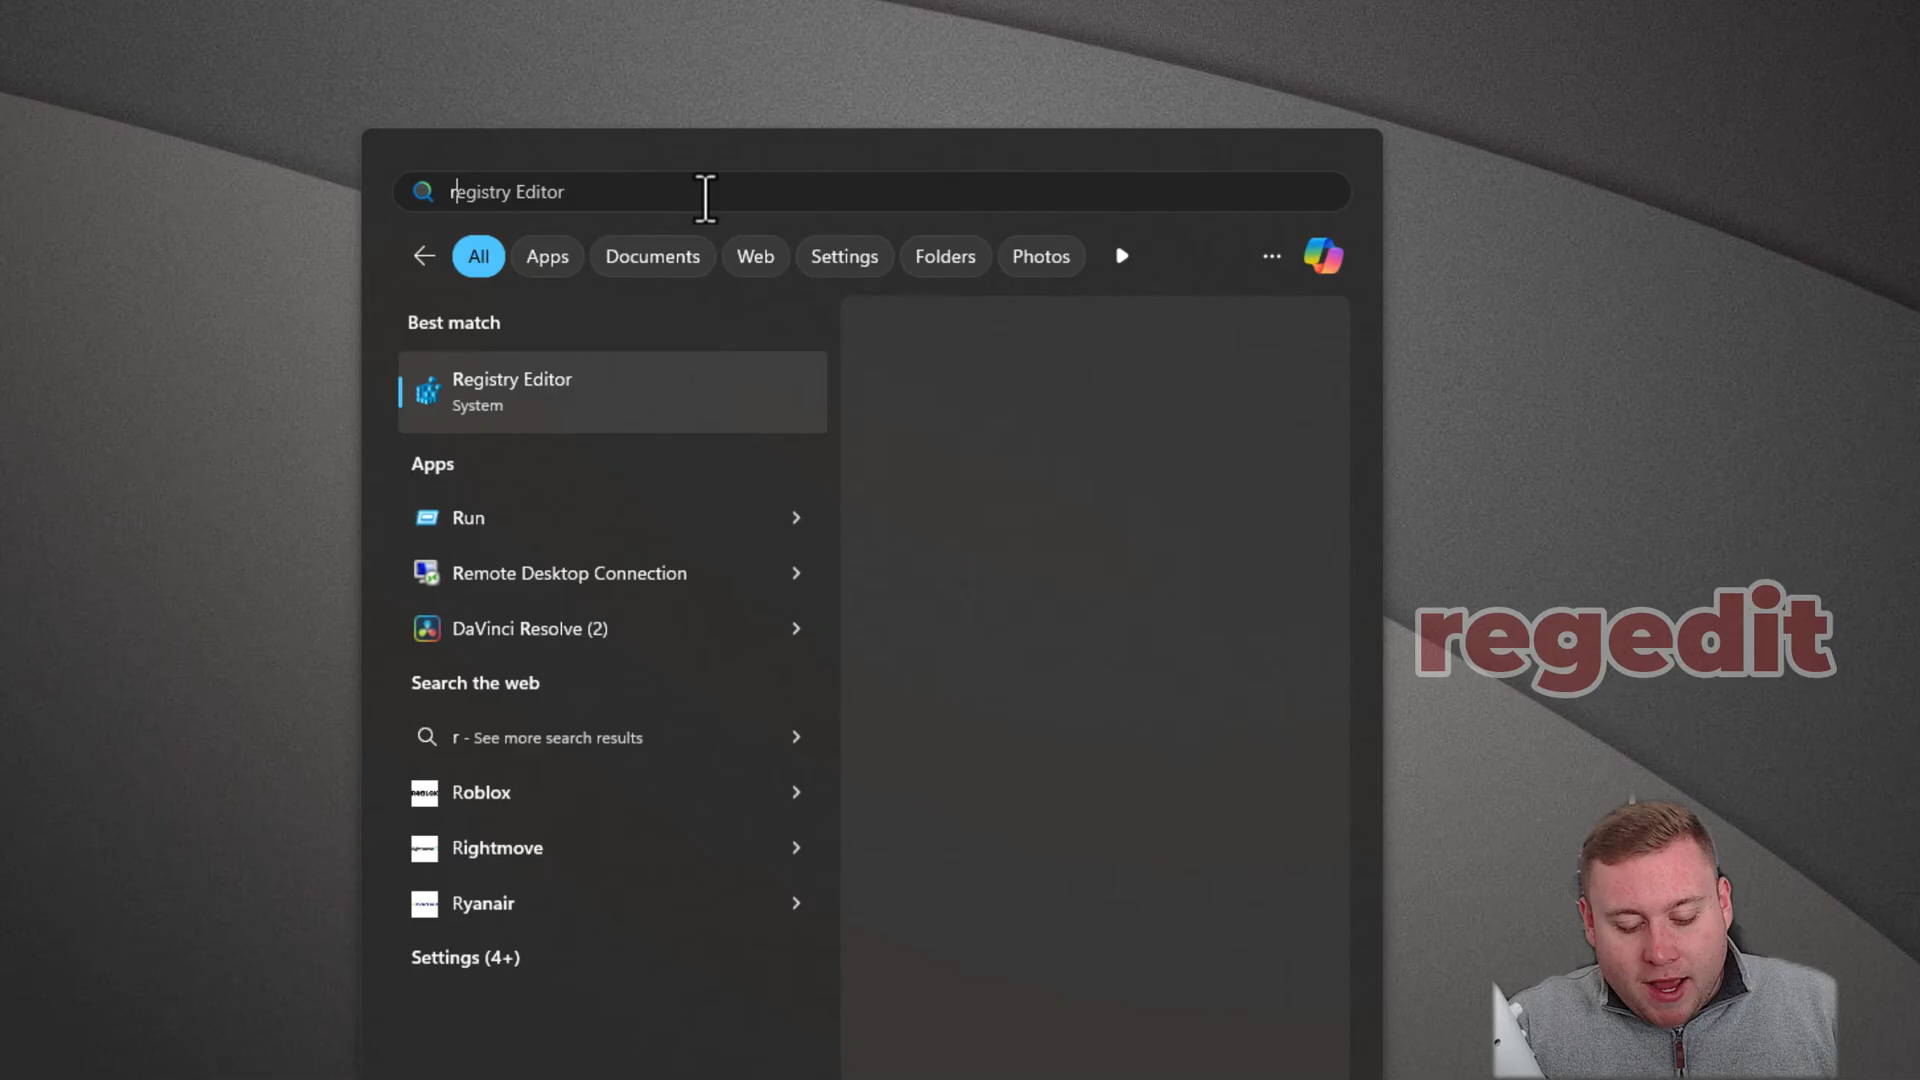 registry Editor
All
Apps
Documents
Web
Settings
Folders
Photos
Best match
Registry Editor
System
Apps
Run
Remote Desktop Connection
DaVinci Resolve (2)
Search the web
r - See more search results
Roblox
Rightmove
Ryanair
Settings (4+)
regedit